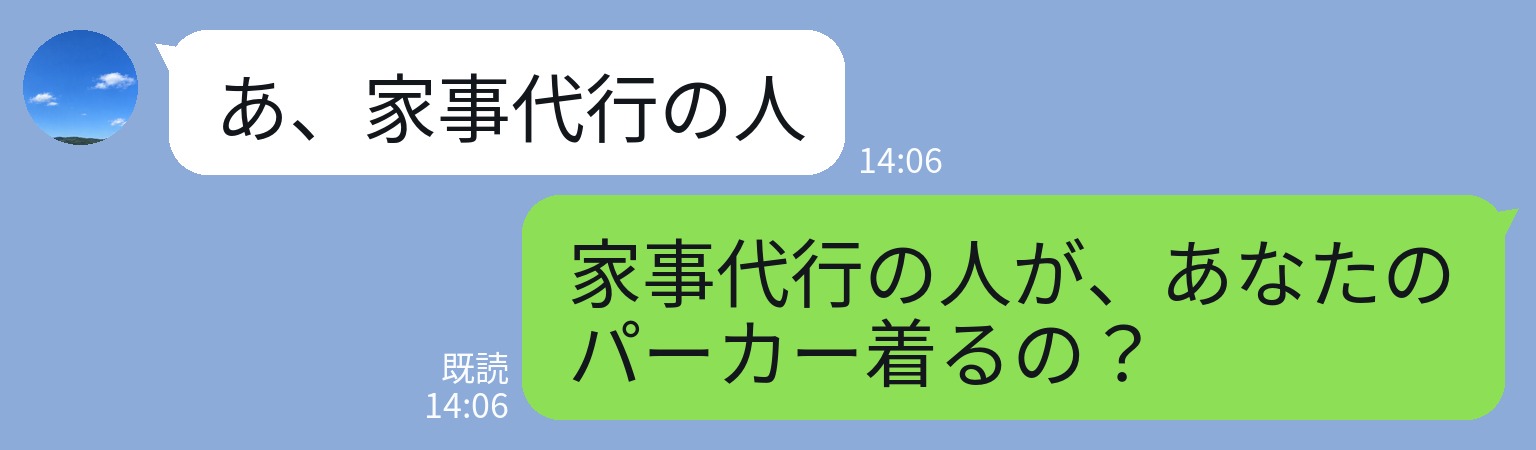 あ、家事代行の人
14:06
家事代行の人が、あなたの
パーカー着るの？
既読
14:06